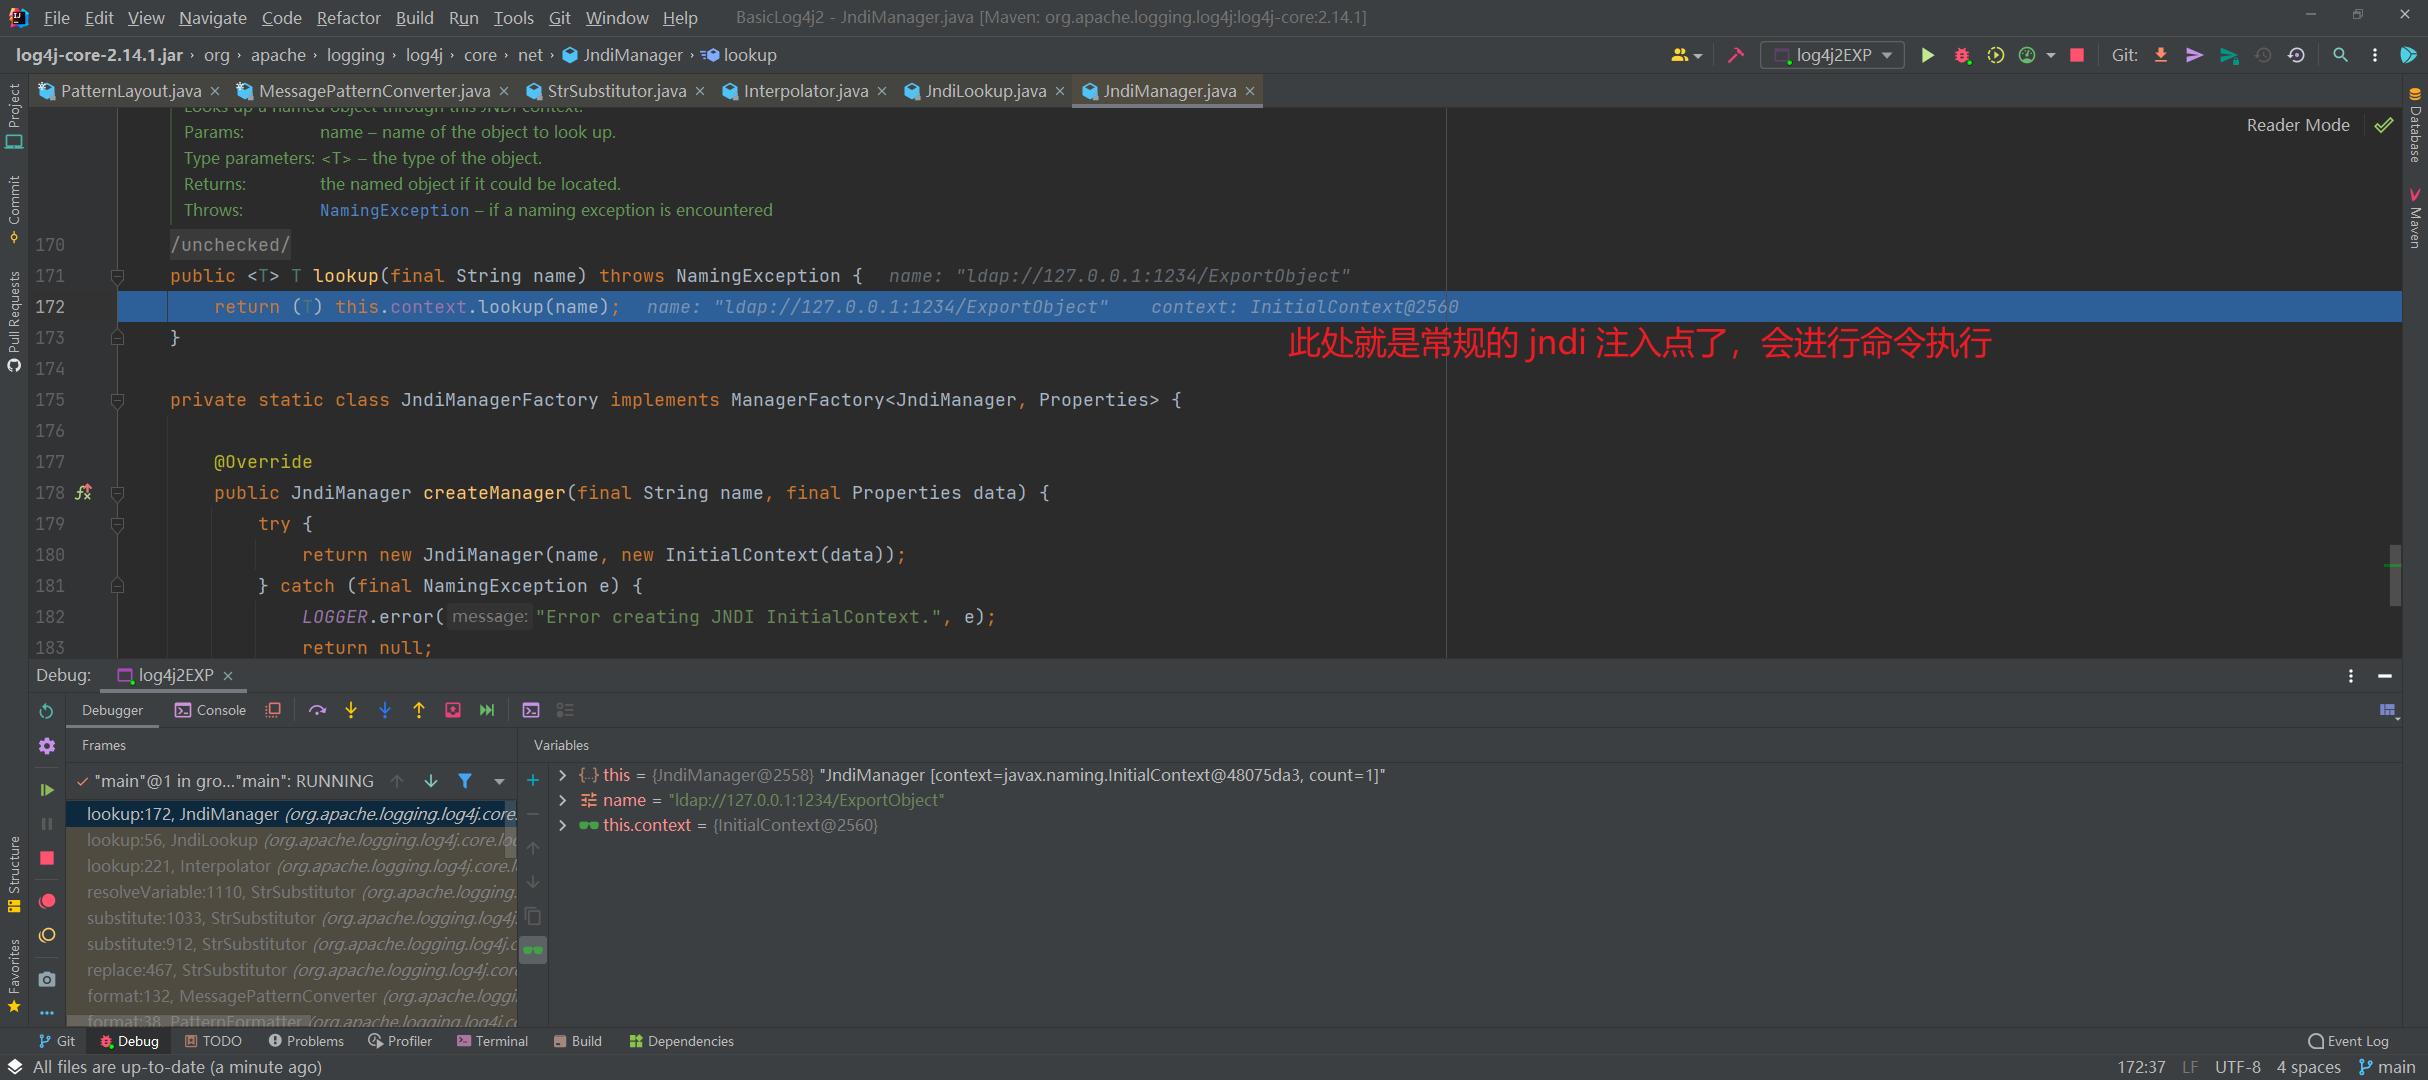 File Edit View Navigate Code Refactor Build Run Tools Git Window Help BasicLog4j2 - JndiManager.java [Maven: org.apache.logging.log4j:log4j-core:2.14.1]
log4j-core-2.14.1.jar › org › apache › logging › log4j › core › net › JndiManager › lookup log4j2EXP Git:
PatternLayout.java × MessagePatternConverter.java × StrSubstitutor.java × Interpolator.java × JndiLookup.java × JndiManager.java ×
Looks up a named object through this JNDI context.
Params: name – name of the object to look up.
Type parameters: <T> – the type of the object.
Returns: the named object if it could be located.
Throws: NamingException – if a naming exception is encountered
Reader Mode
170 /unchecked/
171 public <T> T lookup(final String name) throws NamingException { name: "ldap://127.0.0.1:1234/ExportObject"
172 return (T) this.context.lookup(name); name: "ldap://127.0.0.1:1234/ExportObject" context: InitialContext@2560
173 }
此处就是常规的 jndi 注入点了，会进行命令执行
174
175 private static class JndiManagerFactory implements ManagerFactory<JndiManager, Properties> {
176
177 @Override
178 public JndiManager createManager(final String name, final Properties data) {
179 try {
180 return new JndiManager(name, new InitialContext(data));
181 } catch (final NamingException e) {
182 LOGGER.error( message: "Error creating JNDI InitialContext.", e);
183 return null;
Project
Commit
Pull Requests
Structure
Favorites
Database
Maven
Debug: log4j2EXP ×
Debugger Console
Frames
Variables
"main"@1 in gro..."main": RUNNING
lookup:172, JndiManager (org.apache.logging.log4j.core.
lookup:56, JndiLookup (org.apache.logging.log4j.core.loo
lookup:221, Interpolator (org.apache.logging.log4j.core.l
resolveVariable:1110, StrSubstitutor (org.apache.logging.
substitute:1033, StrSubstitutor (org.apache.logging.log4j.
substitute:912, StrSubstitutor (org.apache.logging.log4j.c
replace:467, StrSubstitutor (org.apache.logging.log4j.cor
format:132, MessagePatternConverter (org.apache.loggi
format:38, PatternFormatter (org.apache.logging.log4j.co
this = {JndiManager@2558} "JndiManager [context=javax.naming.InitialContext@48075da3, count=1]"
name = "ldap://127.0.0.1:1234/ExportObject"
this.context = {InitialContext@2560}
Git Debug TODO Problems Profiler Terminal Build Dependencies Event Log
All files are up-to-date (a minute ago) 172:37 LF UTF-8 4 spaces main